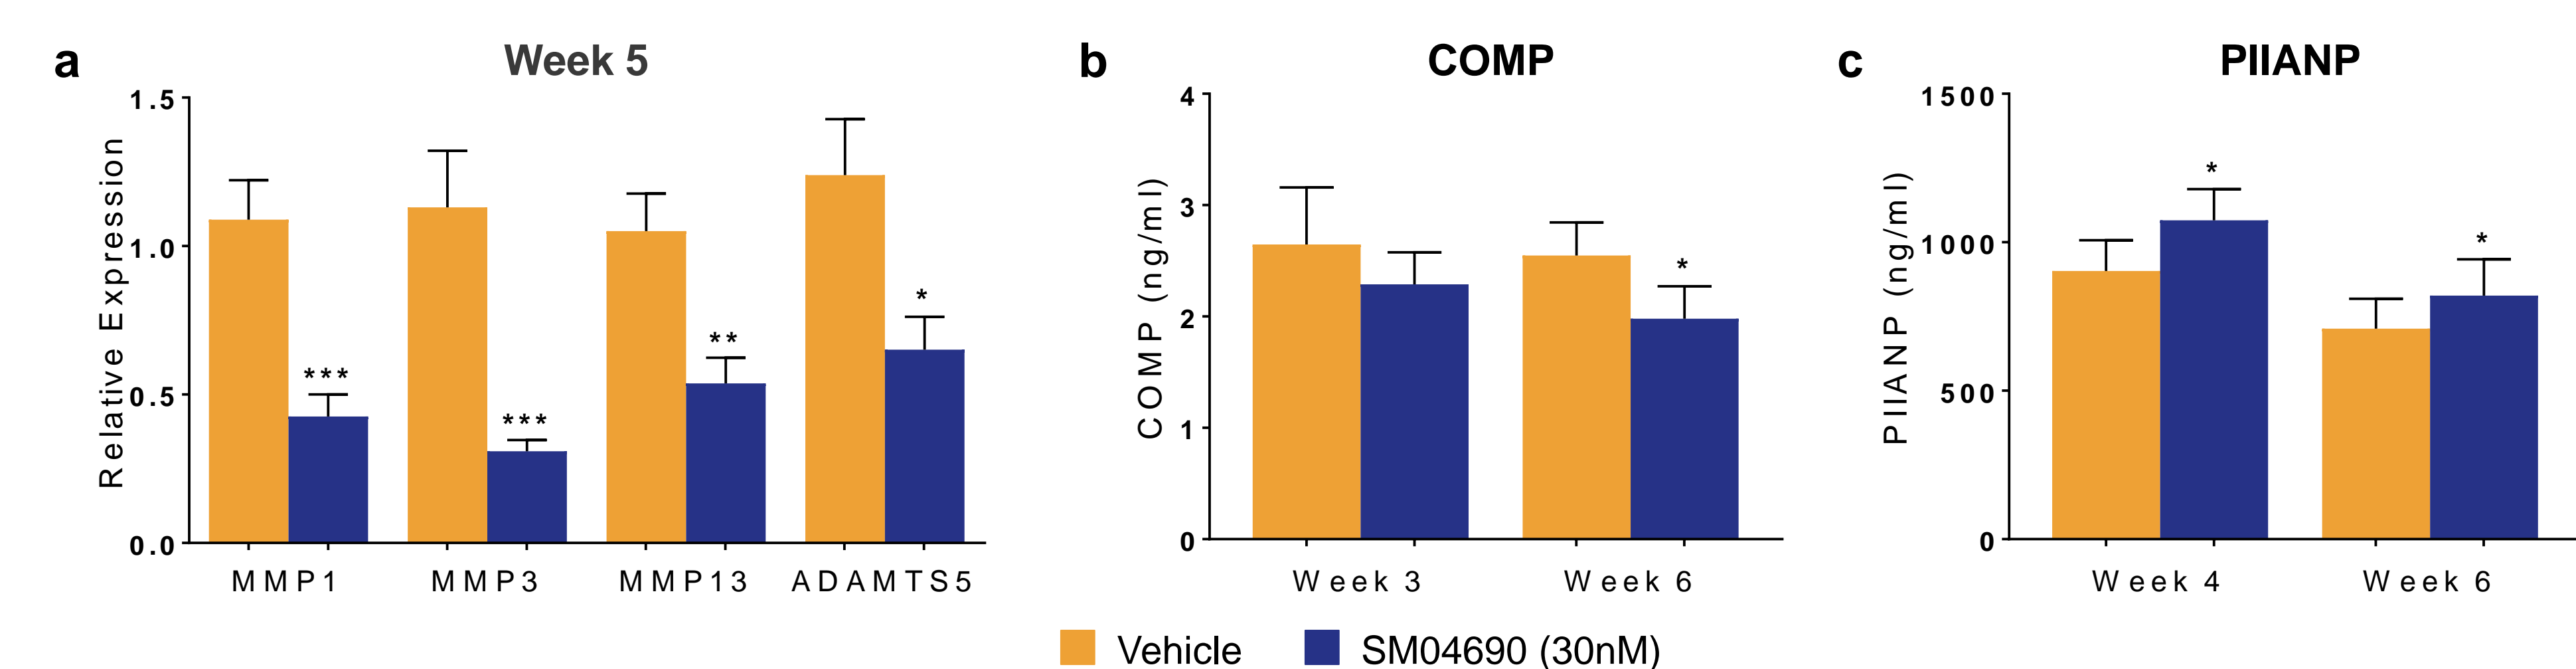 a
Week 5
1.5
1.0
0.5
0.0
Relative Expression
***
***
**
*
MMP1
MMP3
MMP13
ADAMTS5
b
COMP
4
3
2
1
0
COMP (ng/ml)
*
Week 3
Week 6
c
PIIANP
1500
1000
500
0
PIIANP (ng/ml)
*
*
Week 4
Week 6
Vehicle
SM04690 (30nM)